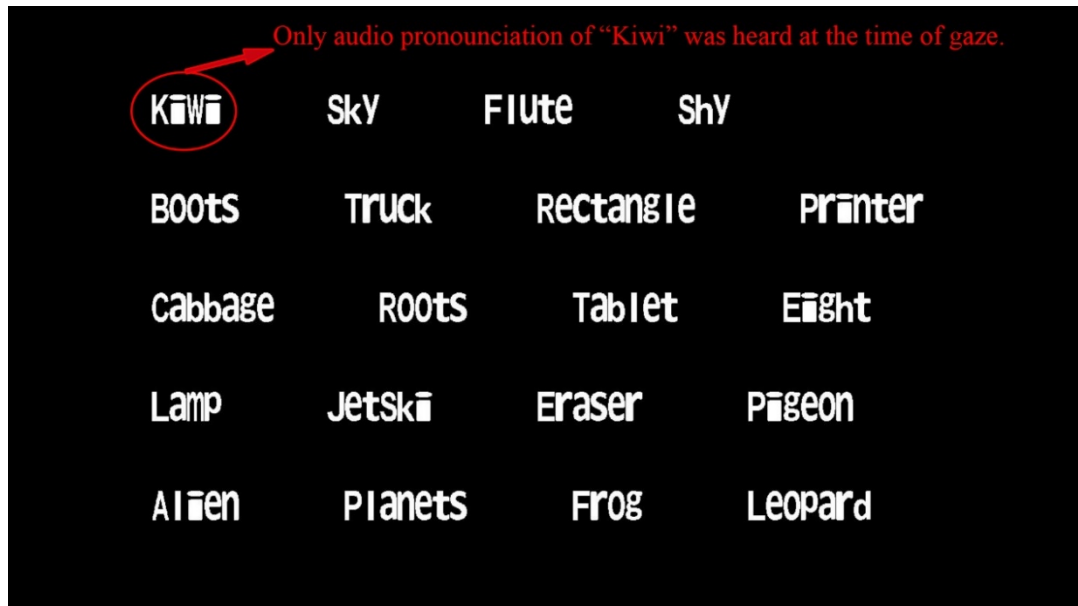 Only audio pronounciation of “Kiwi” was heard at the time of gaze.
Kiwi Sky Flute Shy
Boots Truck Rectangle Printer
Cabbage Roots Tablet Eight
Lamp JetSki Eraser Pigeon
Alien Planets Frog Leopard